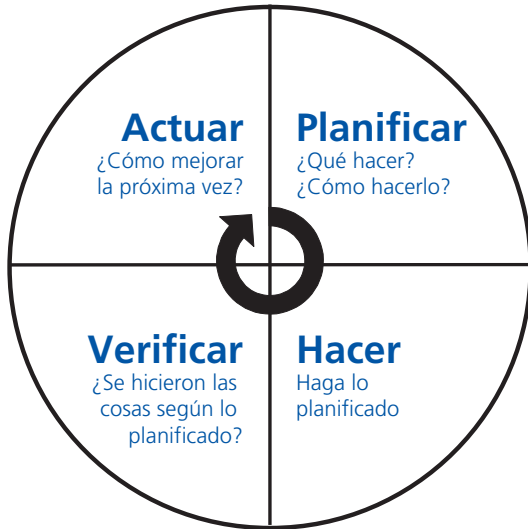 Actuar
¿Cómo mejorar
la próxima vez?
Planificar
¿Qué hacer?
¿Cómo hacerlo?
Verificar
¿Se hicieron las
cosas según lo
planificado?
Hacer
Haga lo
planificado